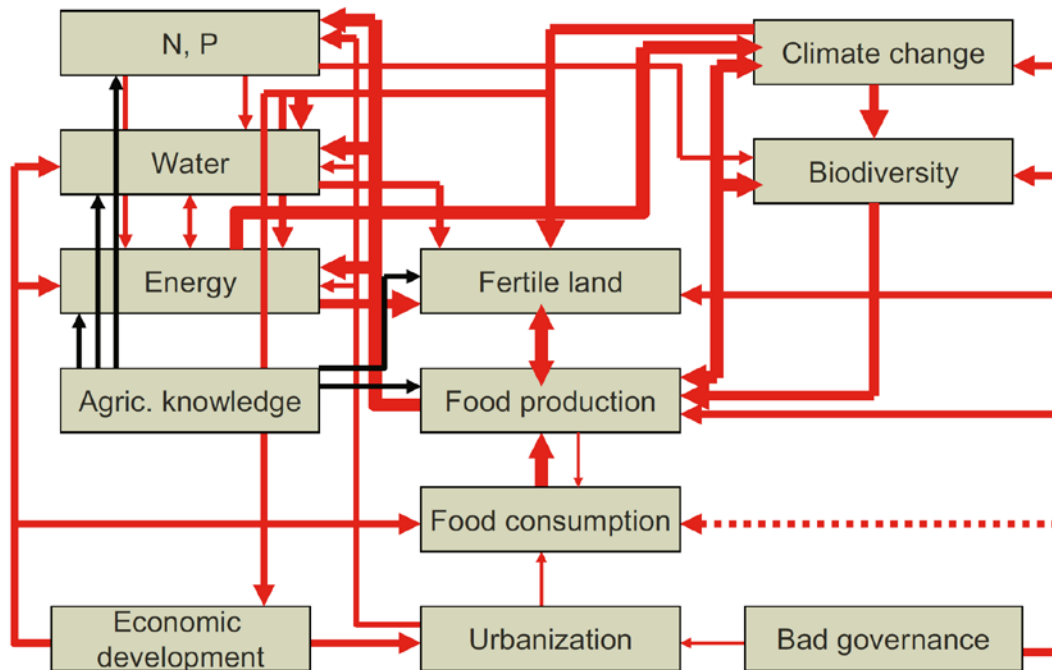 N, P
Climate change
Water
Biodiversity
Energy
Fertile land
Agric. knowledge
Food production
Food consumption
Economic
development
Urbanization
Bad governance